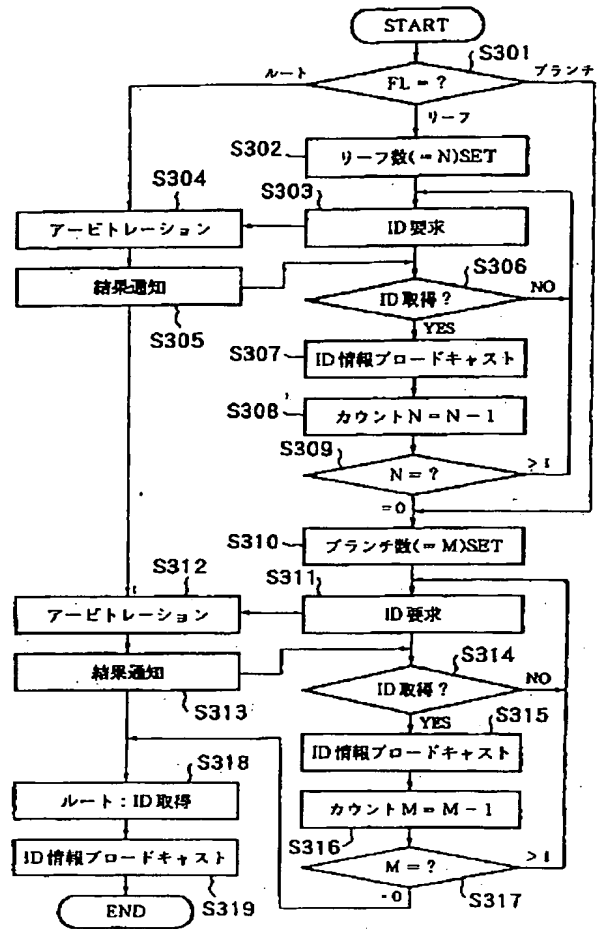 START
S301
ルート
FL=?
ブランチ
リーフ
S302
リーフ数(=N)SET
S304
S303
アービトレーション
ID要求
S306
結果通知
ID取得?
NO
S305
YES
S307
ID情報ブロードキャスト
S308
カウントN=N-1
S309
N=?
>1
=0
S310
ブランチ数(=M)SET
S312
S311
アービトレーション
ID要求
S314
結果通知
ID取得?
NO
S313
YES
S315
ID情報ブロードキャスト
S318
ルート:ID取得
カウントM=M-1
S316
ID情報ブロードキャスト
M=?
>1
S319
-0
S317
END